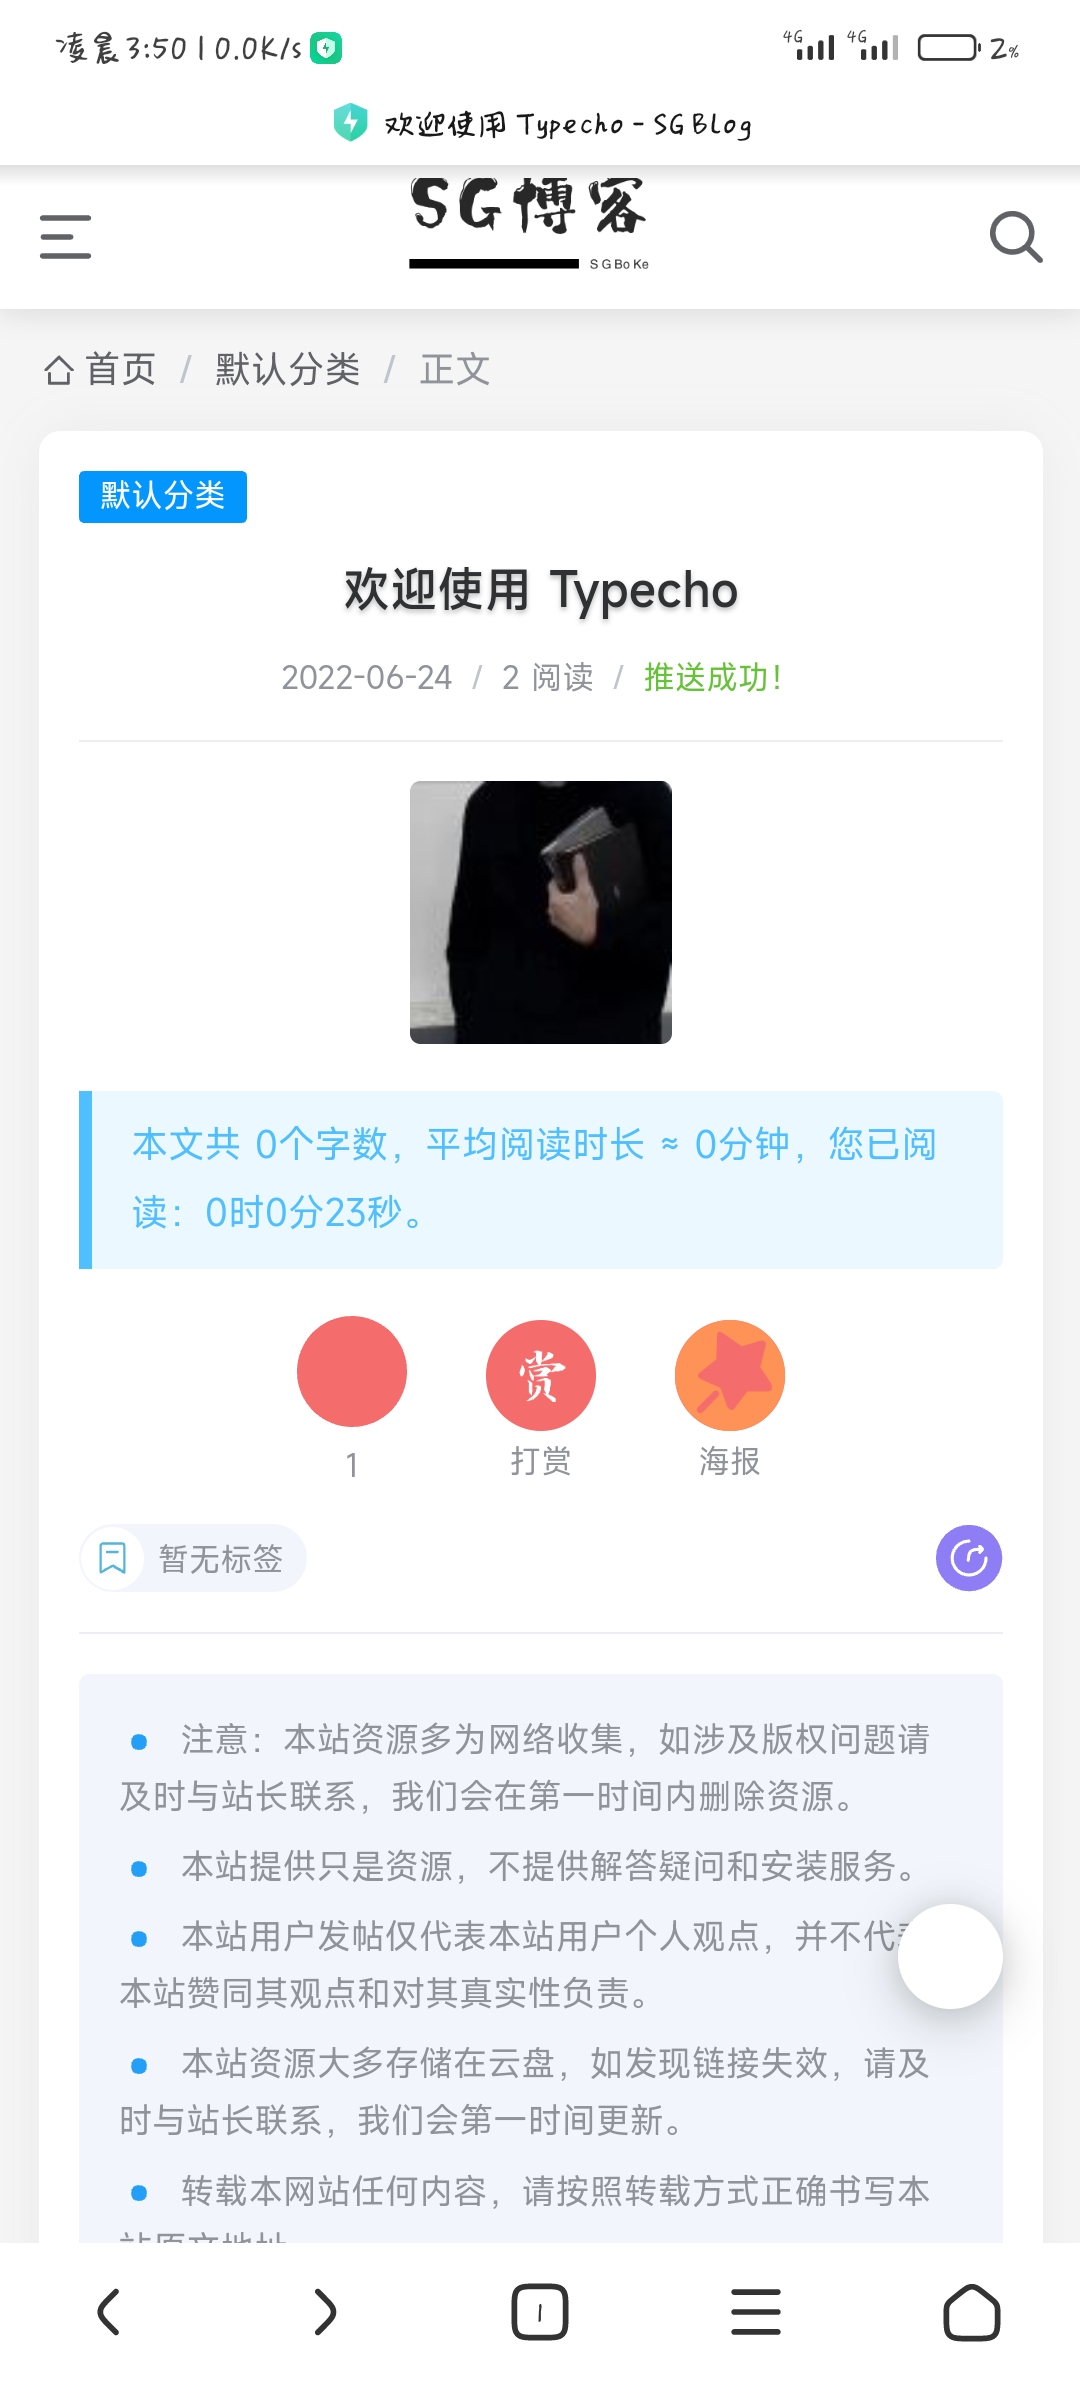 凌晨3:50 | 0.0K/s 4G 4G 2%
欢迎使用 Typecho - SG Blog
SG博客
SGBoKe
首页 / 默认分类 / 正文
默认分类
欢迎使用 Typecho
2022-06-24 / 2 阅读 / 推送成功!
本文共 0个字数，平均阅读时长 ≈ 0分钟，您已阅
读：0时0分23秒。
赏
1 打赏 海报
暂无标签
注意：本站资源多为网络收集，如涉及版权问题请
及时与站长联系，我们会在第一时间内删除资源。
本站提供只是资源，不提供解答疑问和安装服务。
本站用户发帖仅代表本站用户个人观点，并不代
本站赞同其观点和对其真实性负责。
本站资源大多存储在云盘，如发现链接失效，请及
时与站长联系，我们会第一时间更新。
转载本网站任何内容，请按照转载方式正确书写本
1